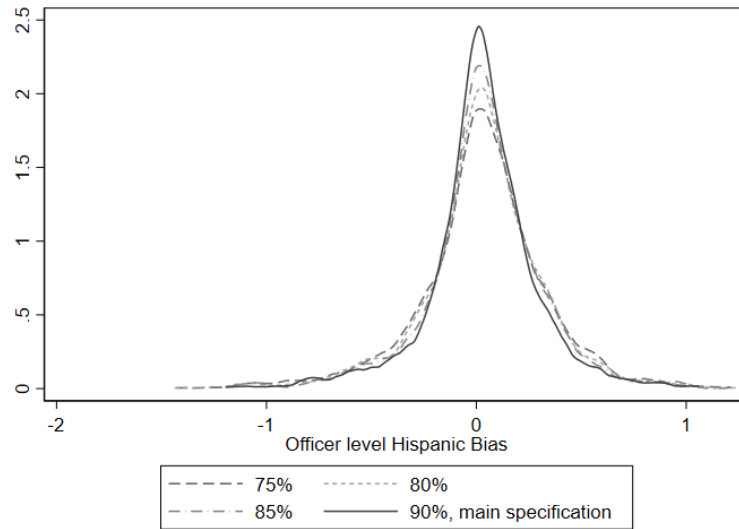 2.5
2
1.5
1
.5
0
-2 -1 0 1
Officer level Hispanic Bias
75% 80%
85% 90%, main specification